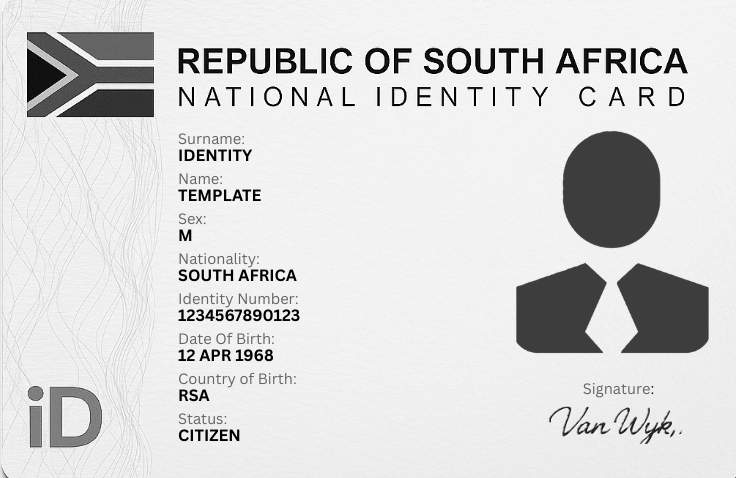 REPUBLIC OF SOUTH AFRICA
NATIONAL IDENTITY CARD
Surname:
IDENTITY
Name:
TEMPLATE
Sex:
M
Nationality:
SOUTH AFRICA
Identity Number:
1234567890123
Date Of Birth:
12 APR 1968
Country of Birth:
RSA
Status:
CITIZEN
iD
Signature:
Van Wyk,.